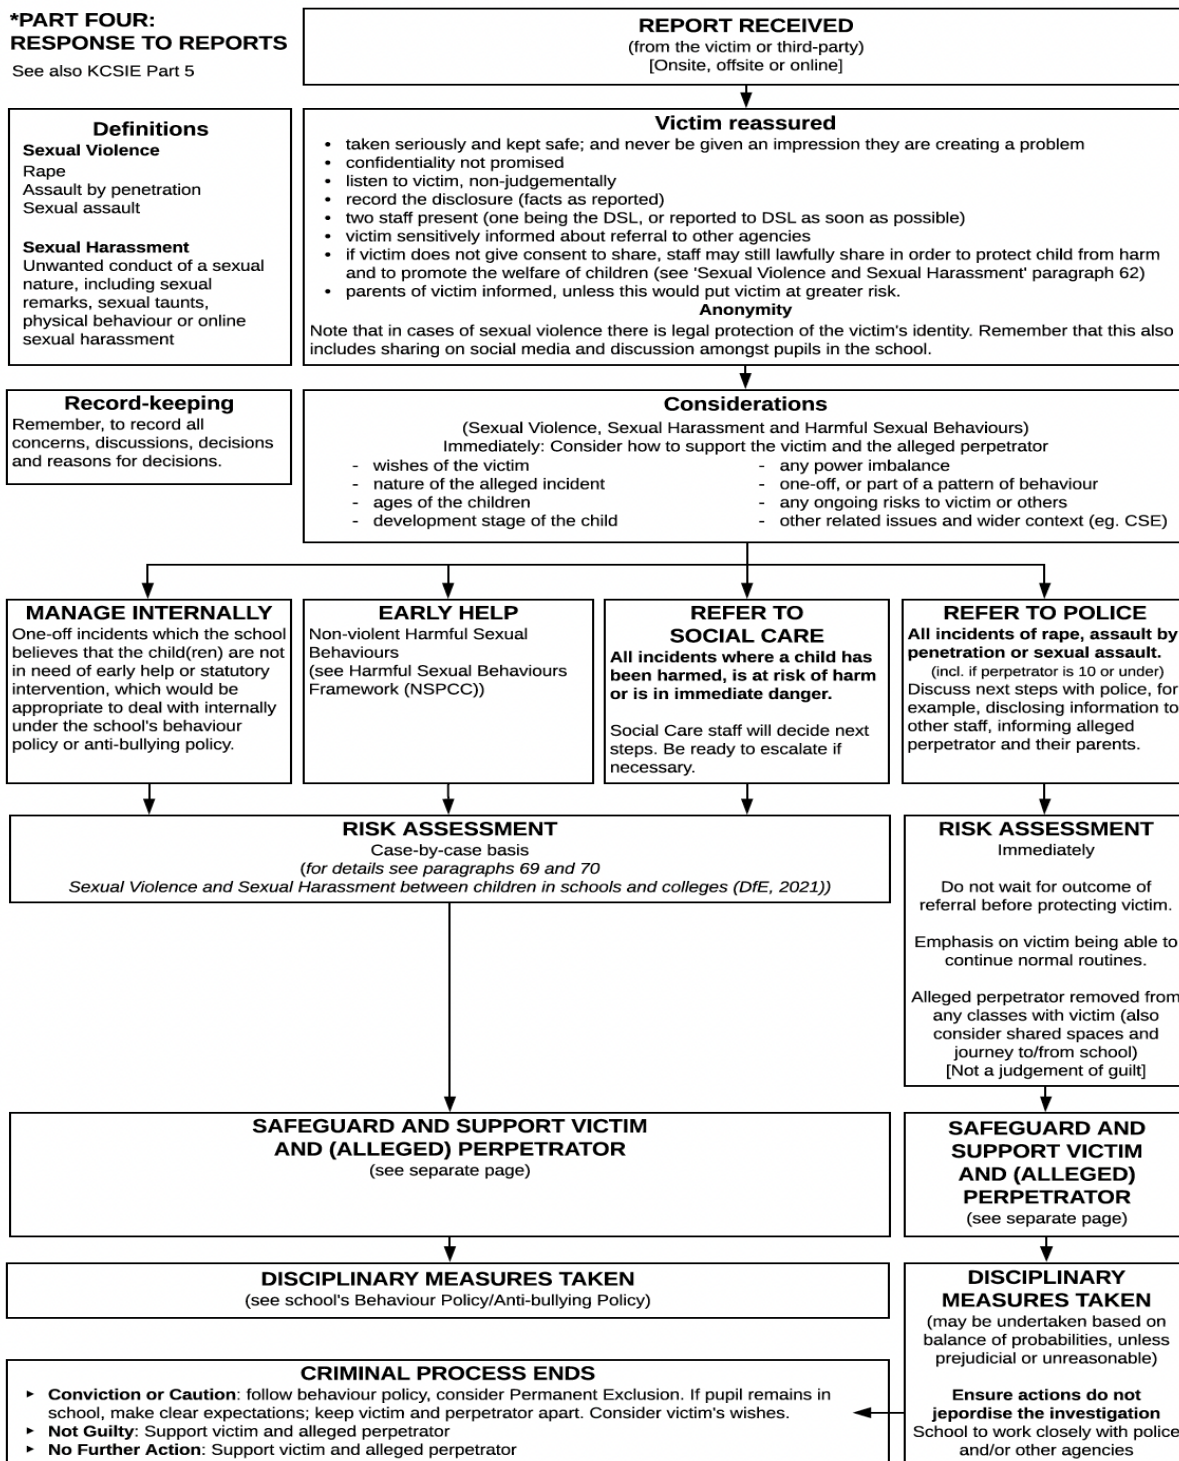 *PART FOUR:
RESPONSE TO REPORTS
See also KCSIE Part 5
REPORT RECEIVED
(from the victim or third-party)
[Onsite, offsite or online]
Definitions
Sexual Violence
Rape
Assault by penetration
Sexual assault
Sexual Harassment
Unwanted conduct of a sexual
nature, including sexual
remarks, sexual taunts,
physical behaviour or online
sexual harassment
Victim reassured
• taken seriously and kept safe; and never be given an impression they are creating a problem
• confidentiality not promised
• listen to victim, non-judgementally
• record the disclosure (facts as reported)
• two staff present (one being the DSL, or reported to DSL as soon as possible)
• victim sensitively informed about referral to other agencies
• if victim does not give consent to share, staff may still lawfully share in order to protect child from harm
and to promote the welfare of children (see 'Sexual Violence and Sexual Harassment' paragraph 62)
• parents of victim informed, unless this would put victim at greater risk.
Anonymity
Note that in cases of sexual violence there is legal protection of the victim's identity. Remember that this also
includes sharing on social media and discussion amongst pupils in the school.
Record-keeping
Remember, to record all
concerns, discussions, decisions
and reasons for decisions.
Considerations
(Sexual Violence, Sexual Harassment and Harmful Sexual Behaviours)
Immediately: Consider how to support the victim and the alleged perpetrator
- wishes of the victim
- nature of the alleged incident
- ages of the children
- development stage of the child
- any power imbalance
- one-off, or part of a pattern of behaviour
- any ongoing risks to victim or others
- other related issues and wider context (eg. CSE)
MANAGE INTERNALLY
One-off incidents which the school
believes that the child(ren) are not
in need of early help or statutory
intervention, which would be
appropriate to deal with internally
under the school's behaviour
policy or anti-bullying policy.
EARLY HELP
Non-violent Harmful Sexual
Behaviours
(see Harmful Sexual Behaviours
Framework (NSPCC))
REFER TO
SOCIAL CARE
All incidents where a child has
been harmed, is at risk of harm
or is in immediate danger.
Social Care staff will decide next
steps. Be ready to escalate if
necessary.
REFER TO POLICE
All incidents of rape, assault by
penetration or sexual assault.
(incl. if perpetrator is 10 or under)
Discuss next steps with police, for
example, disclosing information to
other staff, informing alleged
perpetrator and their parents.
RISK ASSESSMENT
Case-by-case basis
(for details see paragraphs 69 and 70
Sexual Violence and Sexual Harassment between children in schools and colleges (DfE, 2021))
RISK ASSESSMENT
Immediately
Do not wait for outcome of
referral before protecting victim.
Emphasis on victim being able to
continue normal routines.
Alleged perpetrator removed from
any classes with victim (also
consider shared spaces and
journey to/from school)
[Not a judgement of guilt]
SAFEGUARD AND SUPPORT VICTIM
AND (ALLEGED) PERPETRATOR
(see separate page)
SAFEGUARD AND
SUPPORT VICTIM
AND (ALLEGED)
PERPETRATOR
(see separate page)
DISCIPLINARY MEASURES TAKEN
(see school's Behaviour Policy/Anti-bullying Policy)
DISCIPLINARY
MEASURES TAKEN
(may be undertaken based on
balance of probabilities, unless
prejudicial or unreasonable)
Ensure actions do not
jepordise the investigation
School to work closely with police
and/or other agencies
CRIMINAL PROCESS ENDS
▸ Conviction or Caution: follow behaviour policy, consider Permanent Exclusion. If pupil remains in
school, make clear expectations; keep victim and perpetrator apart. Consider victim's wishes.
▸ Not Guilty: Support victim and alleged perpetrator
▸ No Further Action: Support victim and alleged perpetrator